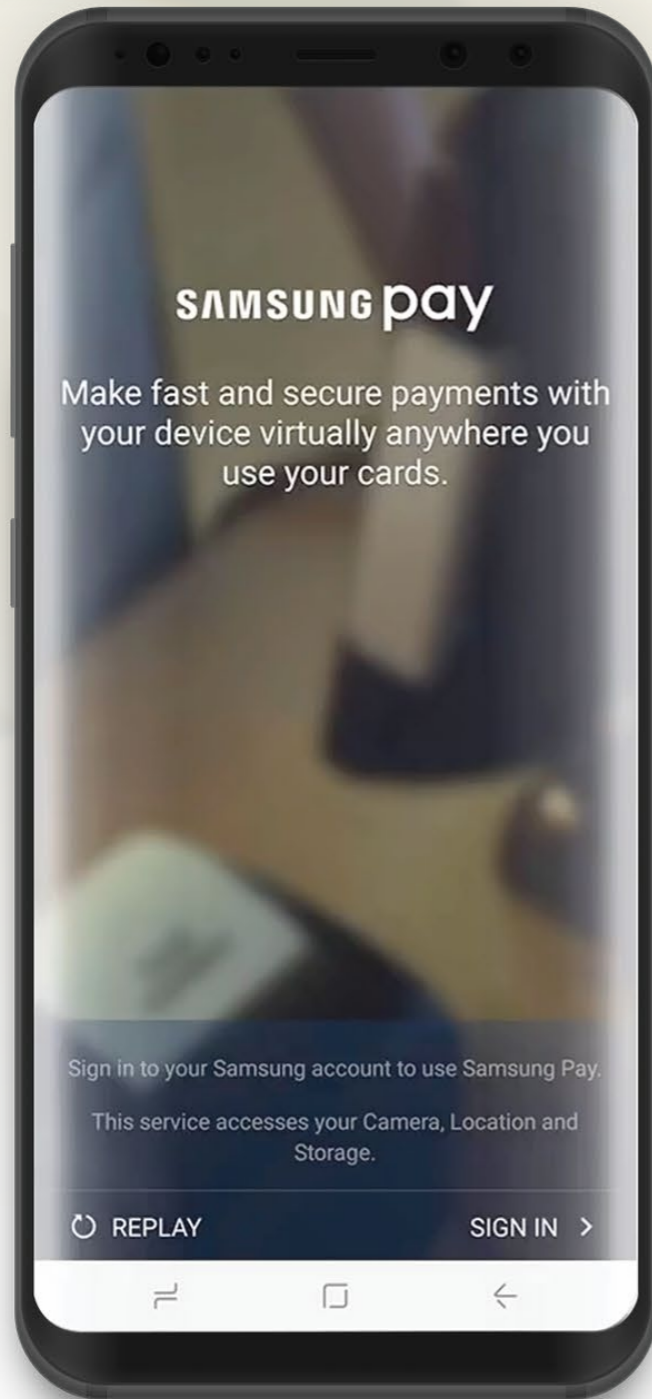 SAMSUNG pay
Make fast and secure payments with
your device virtually anywhere you
use your cards.
Sign in to your Samsung account to use Samsung Pay.
This service accesses your Camera, Location and
Storage.
REPLAY
SIGN IN >